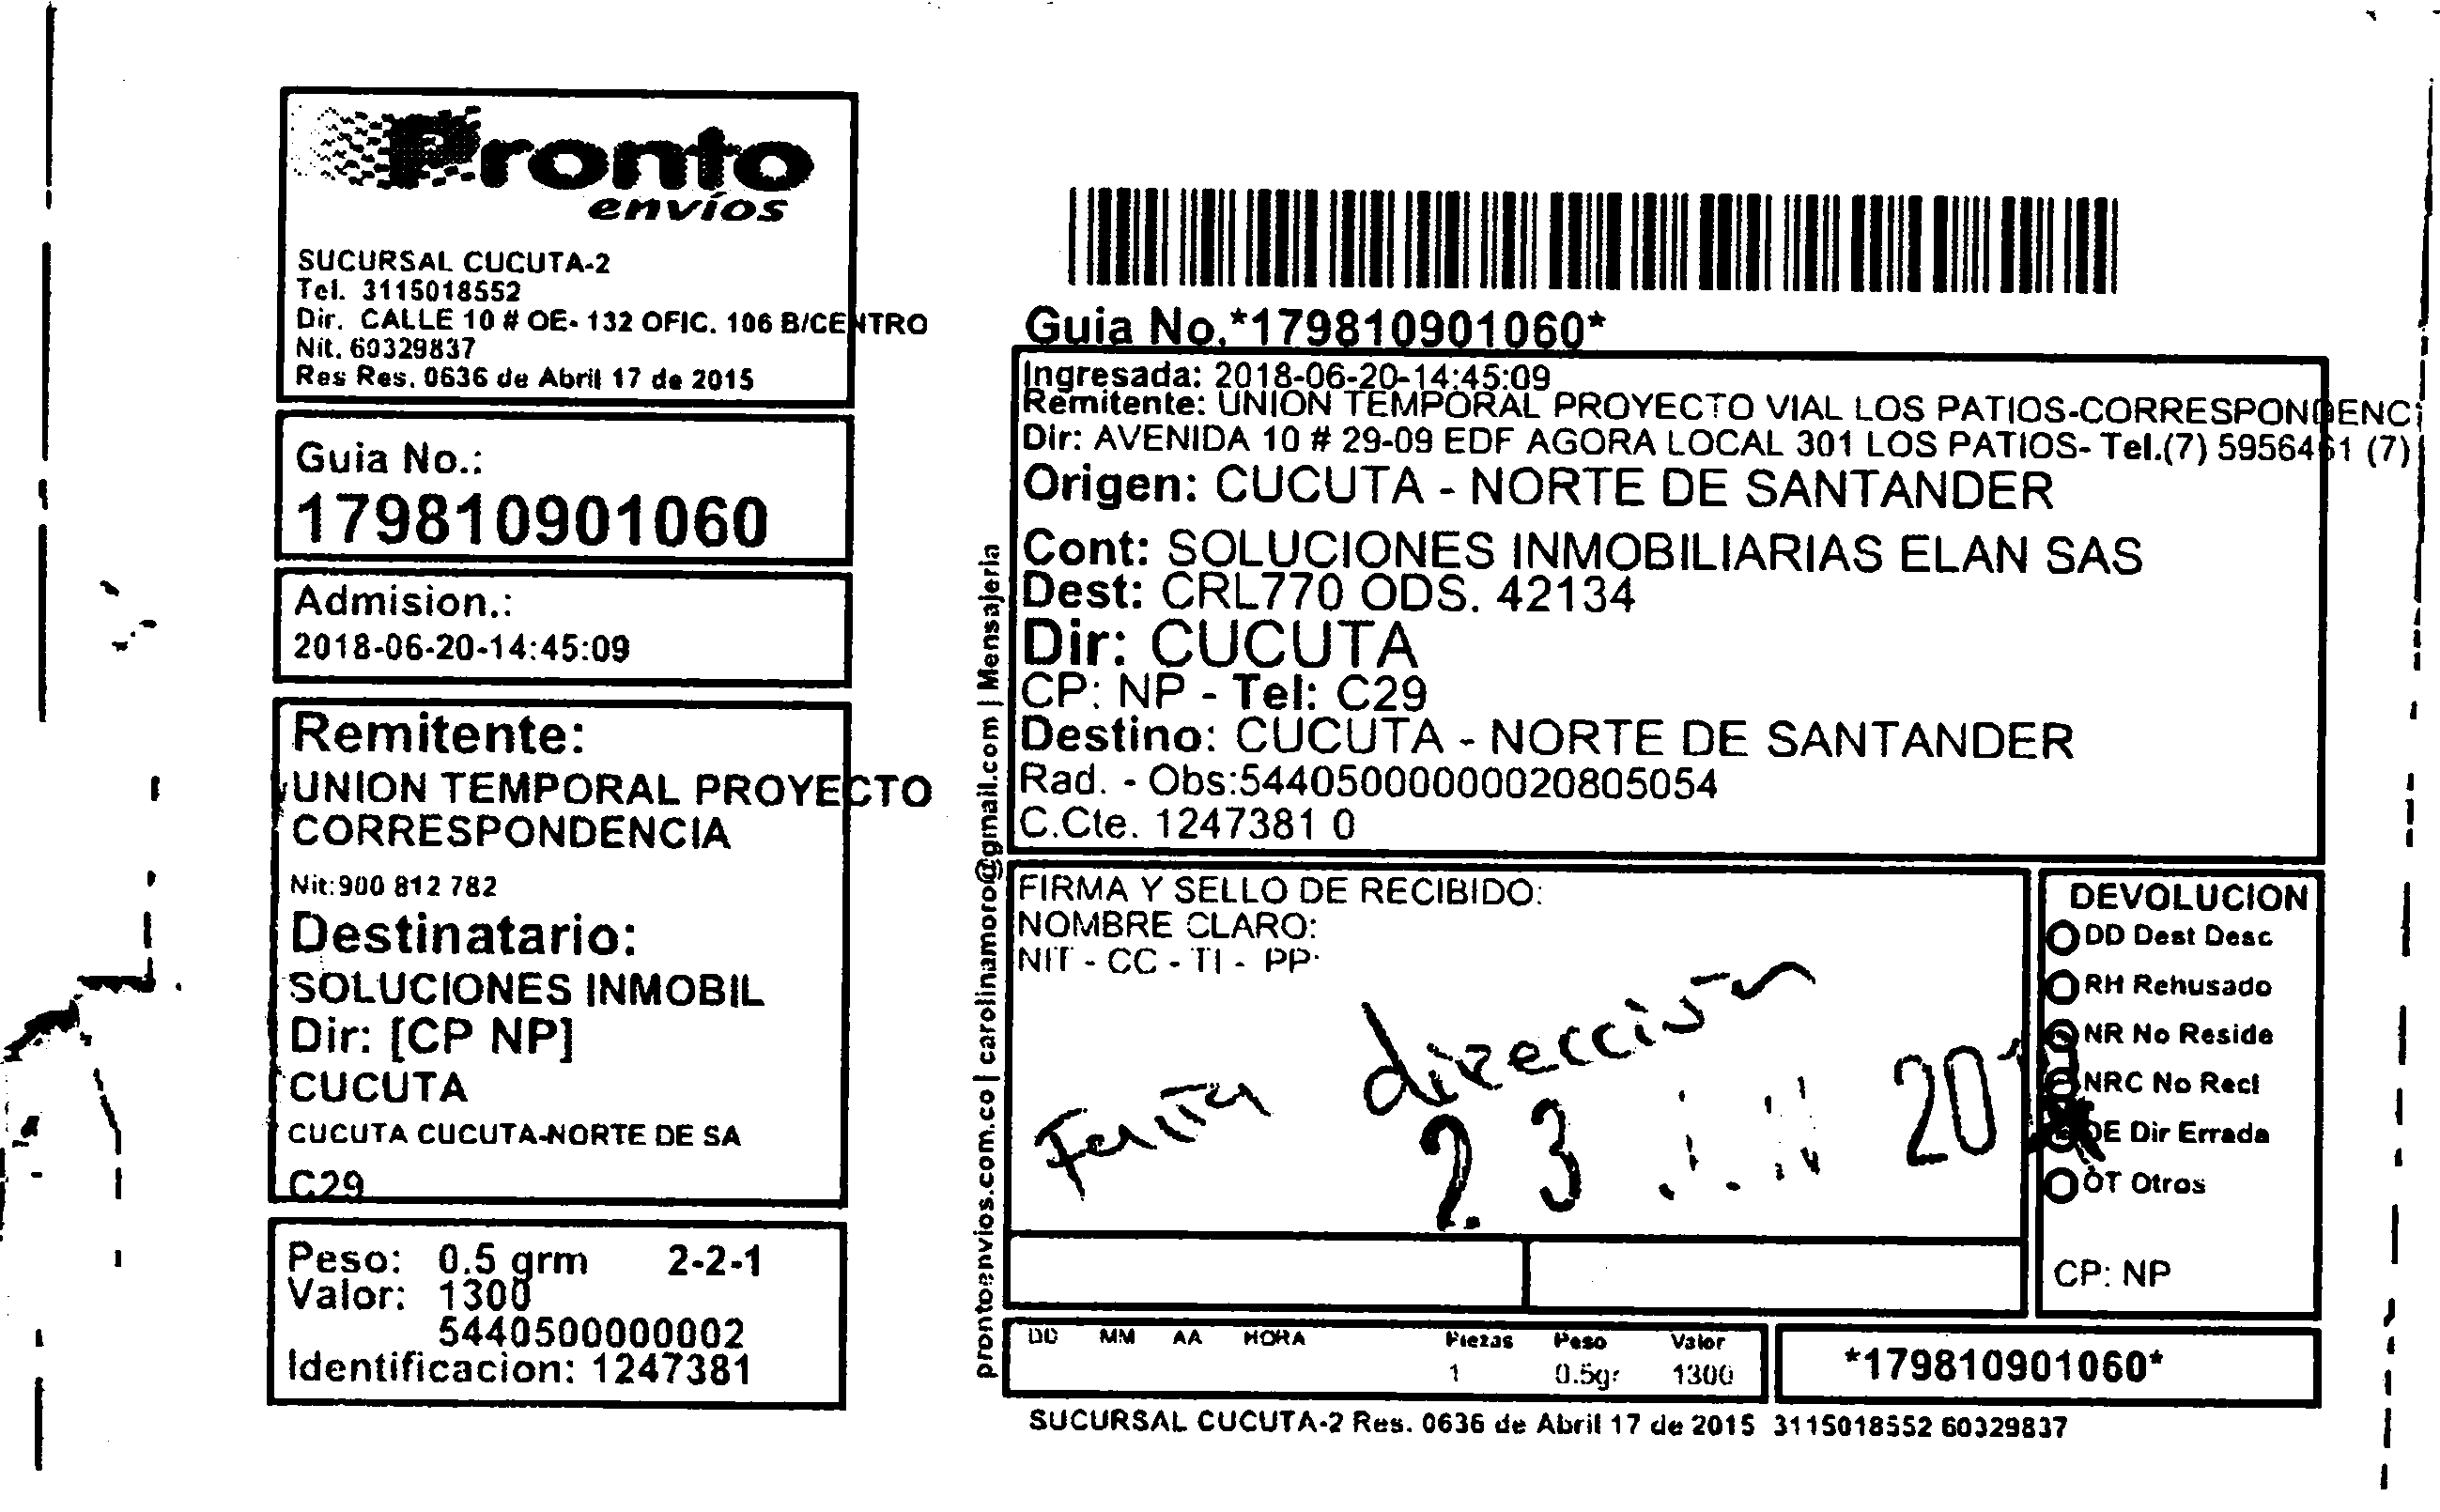 Pronto
envíos
SUCURSAL CUCUTA-2
Tel. 3115018552
Dir. CALLE 10 # OE- 132 OFIC. 106 B/CENTRO
Nit. 60329837
Res Res. 0636 de Abril 17 de 2015
Guia No.:
179810901060
Admision.:
2018-06-20-14:45:09
Remitente:
UNION TEMPORAL PROYECTO
CORRESPONDENCIA
Nit:900 812 782
Destinatario:
SOLUCIONES INMOBIL
Dir: [CP NP]
CUCUTA
CUCUTA CUCUTA-NORTE DE SA
C29
Peso: 0.5 grm 2-2-1
Valor: 1300
5440500000002
Identificacion: 1247381
prontoenvios.com.co | carolinamoro@gmail.com | Mensajeria
Guia No.*179810901060*
Ingresada: 2018-06-20-14:45:09
Remitente: UNION TEMPORAL PROYECTO VIAL LOS PATIOS-CORRESPONDENCI
Dir: AVENIDA 10 # 29-09 EDF AGORA LOCAL 301 LOS PATIOS- Tel.(7) 5956461 (7)
Origen: CUCUTA - NORTE DE SANTANDER
Cont: SOLUCIONES INMOBILIARIAS ELAN SAS
Dest: CRL770 ODS. 42134
Dir: CUCUTA
CP: NP - Tel: C29
Destino: CUCUTA - NORTE DE SANTANDER
Rad. - Obs:54405000000020805054
C.Cte. 1247381 0
FIRMA Y SELLO DE RECIBIDO:
NOMBRE CLARO:
NIT - CC - TI - PP
Falta dirección
23 20
DEVOLUCION
DD Dest Desc
RH Rehusado
NR No Reside
NRC No Recl
DE Dir Errada
OT Otros
CP: NP
DD MM AA HORA Piezas Peso Valor
1 0.5gr 1300
*179810901060*
SUCURSAL CUCUTA-2 Res. 0636 de Abril 17 de 2015 3115018552 60329837